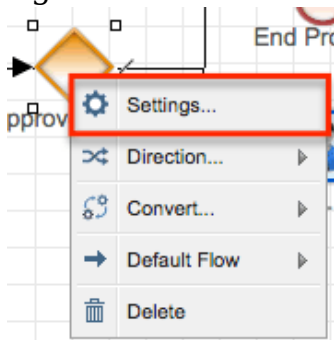 End Pro
pprov
Settings...
Direction...
Convert...
Default Flow
Delete